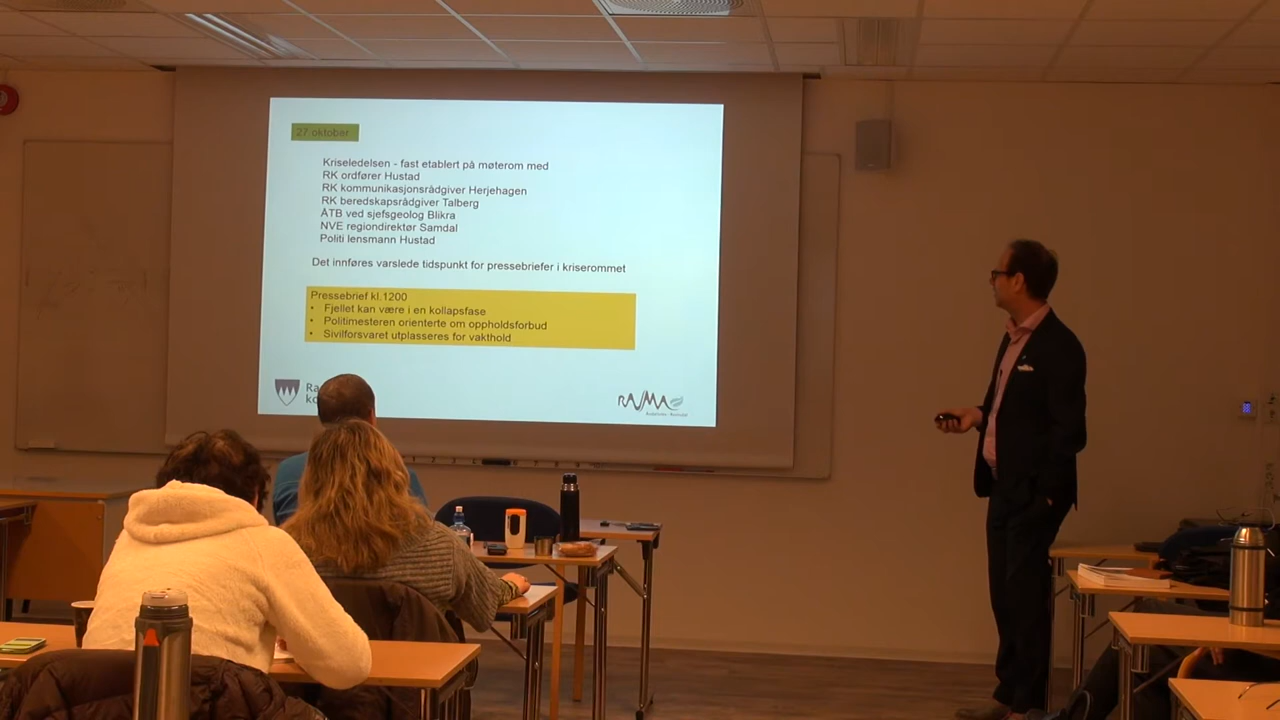 27 oktober
Kriseledelsen - fast etablert på møterom med
RK ordfører Hustad
RK kommunikasjonsrådgiver Herjehagen
RK beredskapsrådgiver Talberg
ÅTB ved sjefsgeolog Blikra
NVE regiondirektør Samdal
Politi lensmann Hustad
Det innføres varslede tidspunkt for pressebriefer i kriserommet
Pressebrief kl.1200
• Fjellet kan være i en kollapsfase
• Politimesteren orienterte om oppholdsforbud
• Sivilforsvaret utplasseres for vakthold
RAUMA